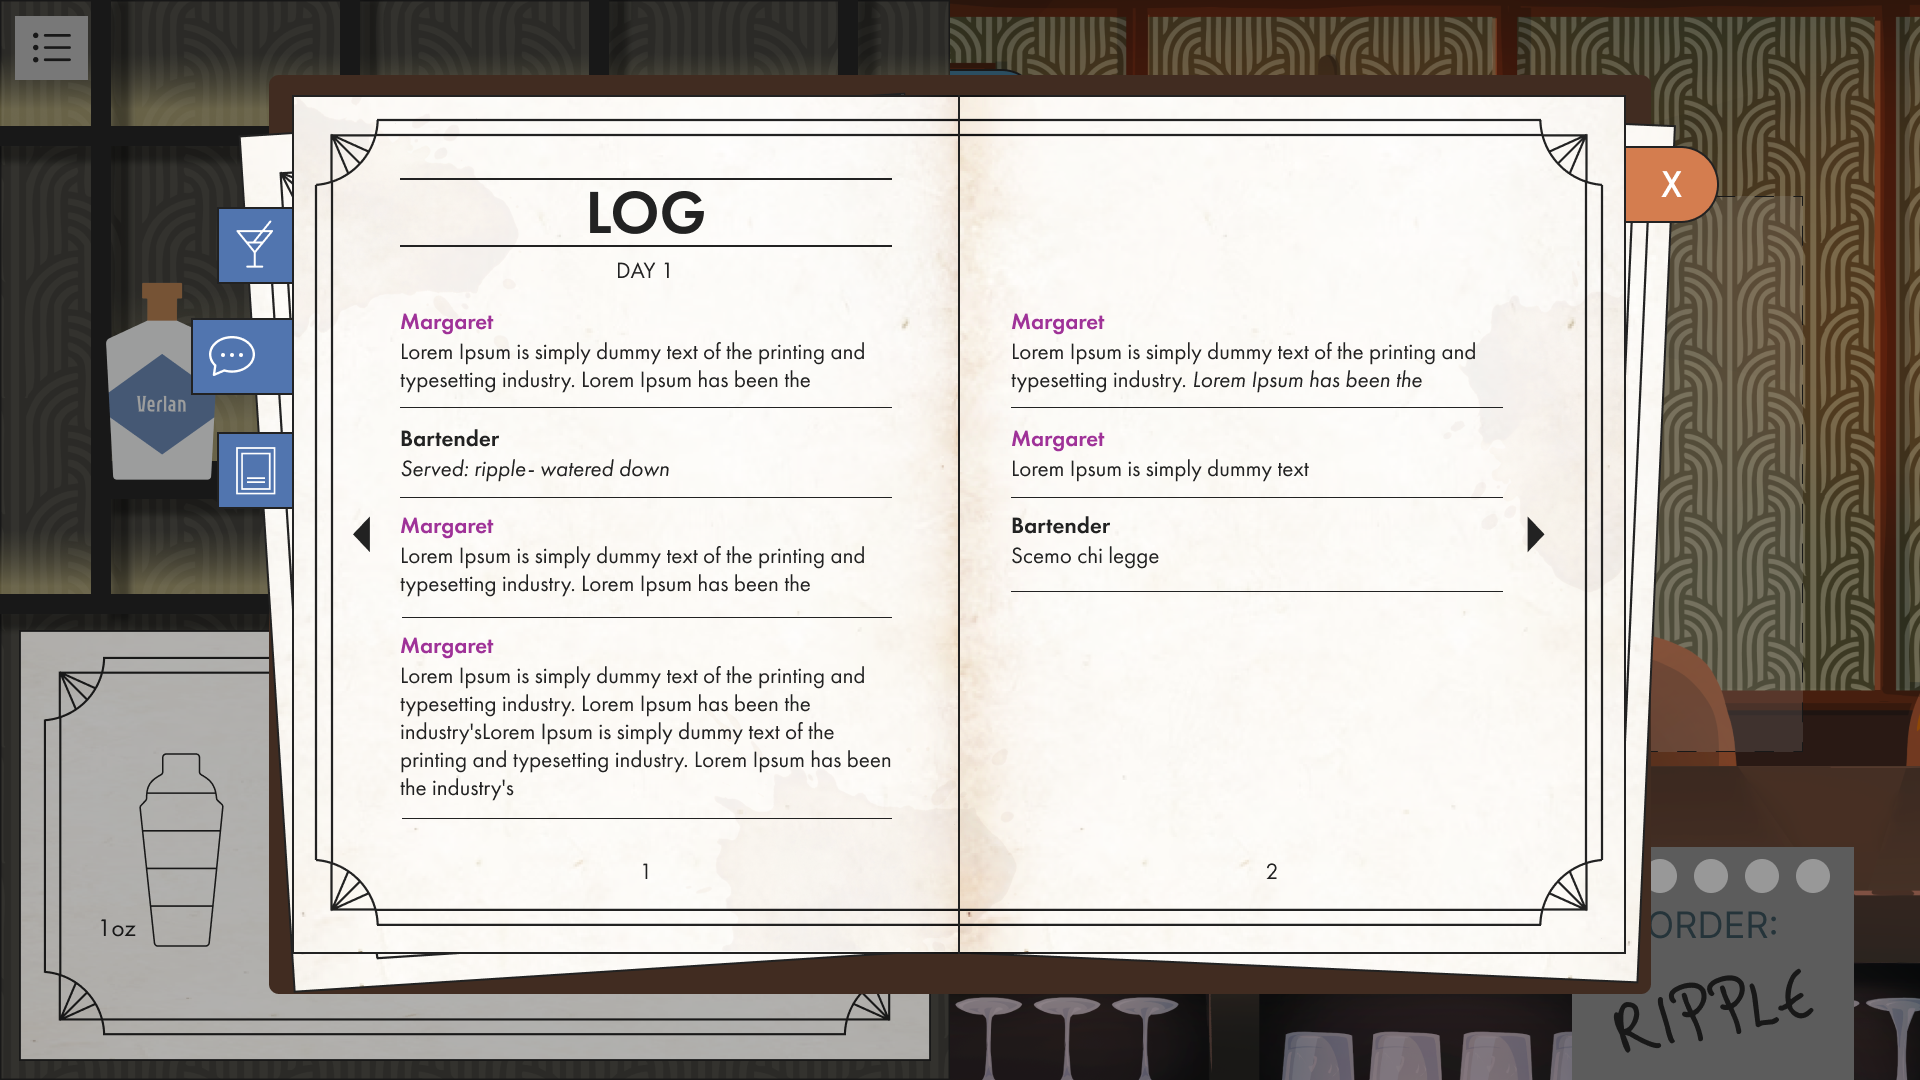 LOG
DAY 1
Margaret
Lorem Ipsum is simply dummy text of the printing and
typesetting industry. Lorem Ipsum has been the
Bartender
Served: ripple- watered down
Margaret
Lorem Ipsum is simply dummy text of the printing and
typesetting industry. Lorem Ipsum has been the
Margaret
Lorem Ipsum is simply dummy text of the printing and
typesetting industry. Lorem Ipsum has been the
industry'sLorem Ipsum is simply dummy text of the
printing and typesetting industry. Lorem Ipsum has been
the industry's
1
Margaret
Lorem Ipsum is simply dummy text of the printing and
typesetting industry. Lorem Ipsum has been the
Margaret
Lorem Ipsum is simply dummy text
Bartender
Scemo chi legge
2
X
Verlan
1oz
ORDER:
RIPPLE